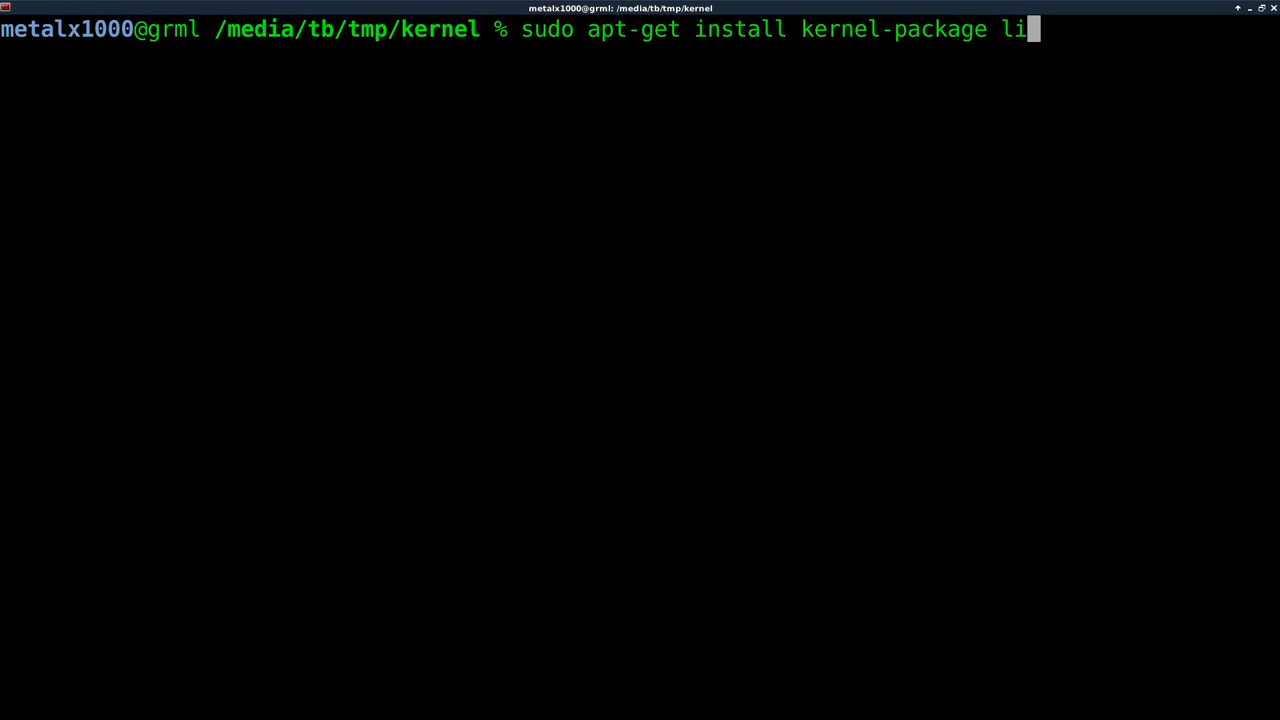 metalx1000@grml: /media/tb/tmp/kernel
metalx1000@grml /media/tb/tmp/kernel % sudo apt-get install kernel-package li